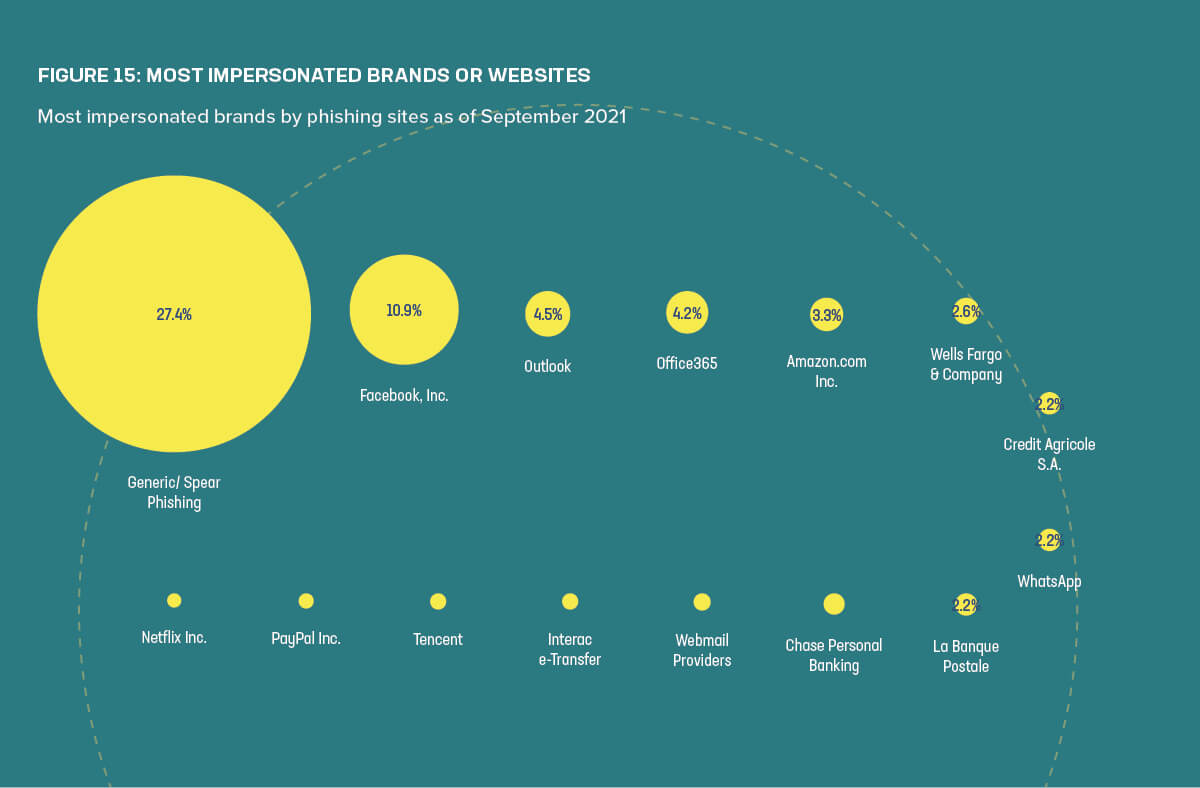 FIGURE 15: MOST IMPERSONATED BRANDS OR WEBSITES
Most impersonated brands by phishing sites as of September 2021
27.4%
Generic/ Spear
Phishing
10.9%
Facebook, Inc.
4.5%
Outlook
4.2%
Office365
3.3%
Amazon.com
Inc.
2.6%
Wells Fargo
& Company
2.2%
Credit Agricole
S.A.
2.2%
WhatsApp
Netflix Inc.
PayPal Inc.
Tencent
Interac
e-Transfer
Webmail
Providers
Chase Personal
Banking
2.2%
La Banque
Postale